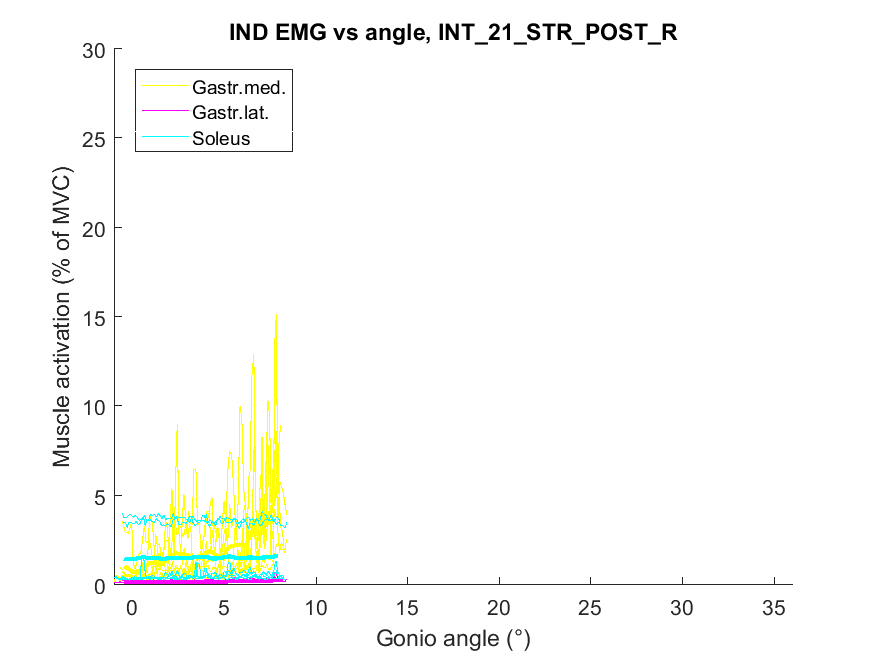 IND EMG vs angle, INT_21_STR_POST_R
30
25
20
15
10
5
0
Muscle activation (% of MVC)
Gastr.med.
Gastr.lat.
Soleus
0 5 10 15 20 25 30 35
Gonio angle (°)